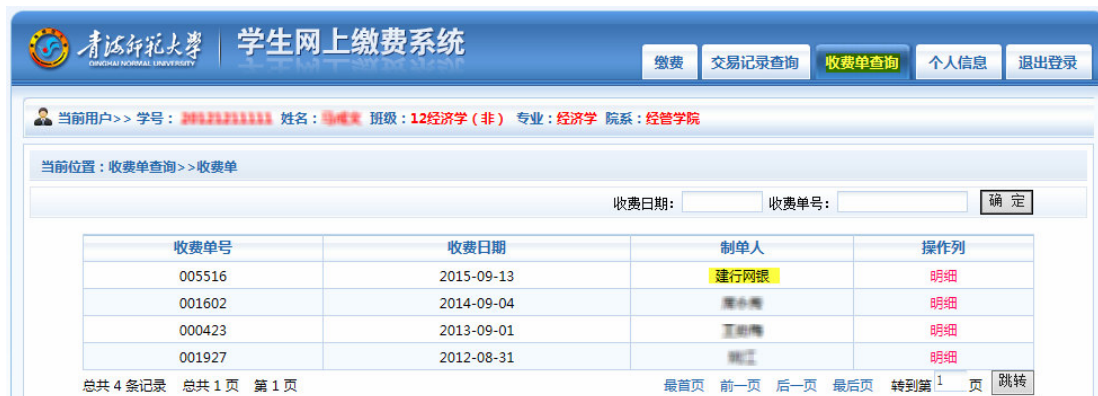 青海师范大学 学生网上缴费系统
QINGHAI NORMAL UNIVERSITY
缴费 交易记录查询 收费单查询 个人信息 退出登录
当前用户>> 学号： 姓名： 班级：12经济学（非） 专业：经济学 院系：经管学院
当前位置：收费单查询>>收费单
收费日期： 收费单号： 确 定
收费单号 收费日期 制单人 操作列
005516 2015-09-13 建行网银 明细
001602 2014-09-04 明细
000423 2013-09-01 明细
001927 2012-08-31 明细
总共 4 条记录 总共 1 页 第 1 页 最首页 前一页 后一页 最后页 转到第 1 页 跳转